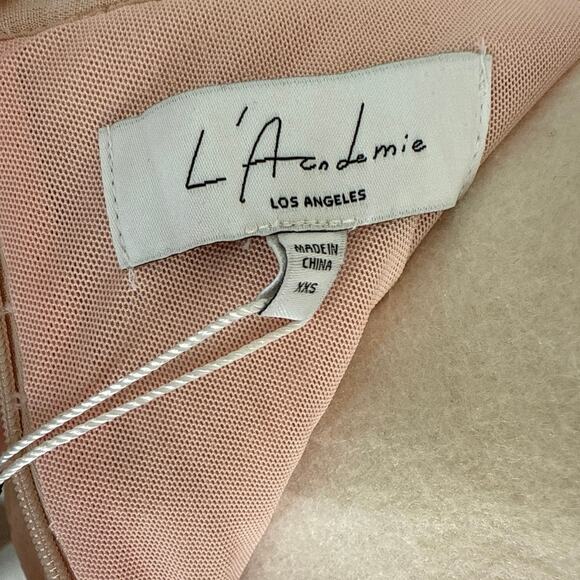 L'Academie
LOS ANGELES
MADE IN
CHINA
XXS